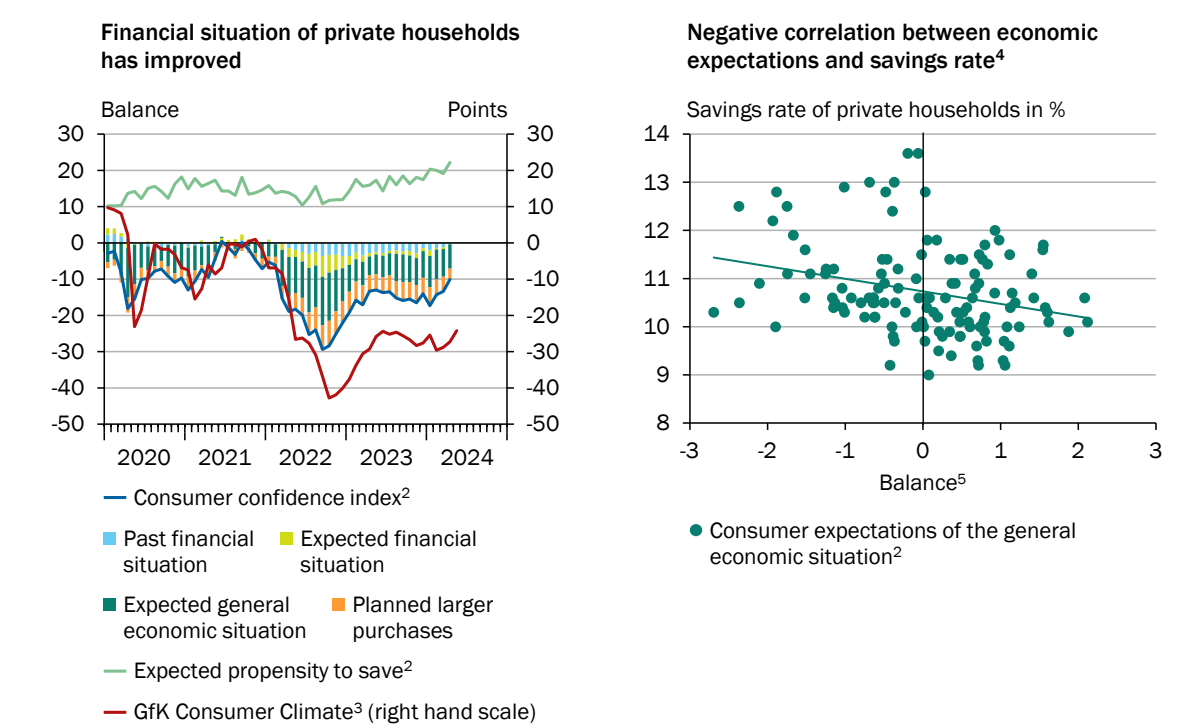 Financial situation of private households
has improved
Balance
Points
30
30
20
20
10
10
0
0
-10
-10
-20
-20
-30
-30
-40
-40
-50
-50
2020
2021
2022
2023
2024
Consumer confidence index²
Past financial
situation
Expected financial
situation
Expected general
economic situation
Planned larger
purchases
Expected propensity to save²
GfK Consumer Climate³ (right hand scale)
Negative correlation between economic
expectations and savings rate⁴
Savings rate of private households in %
14
13
12
11
10
9
8
-3
-2
-1
0
1
2
3
Balance⁵
Consumer expectations of the general
economic situation²